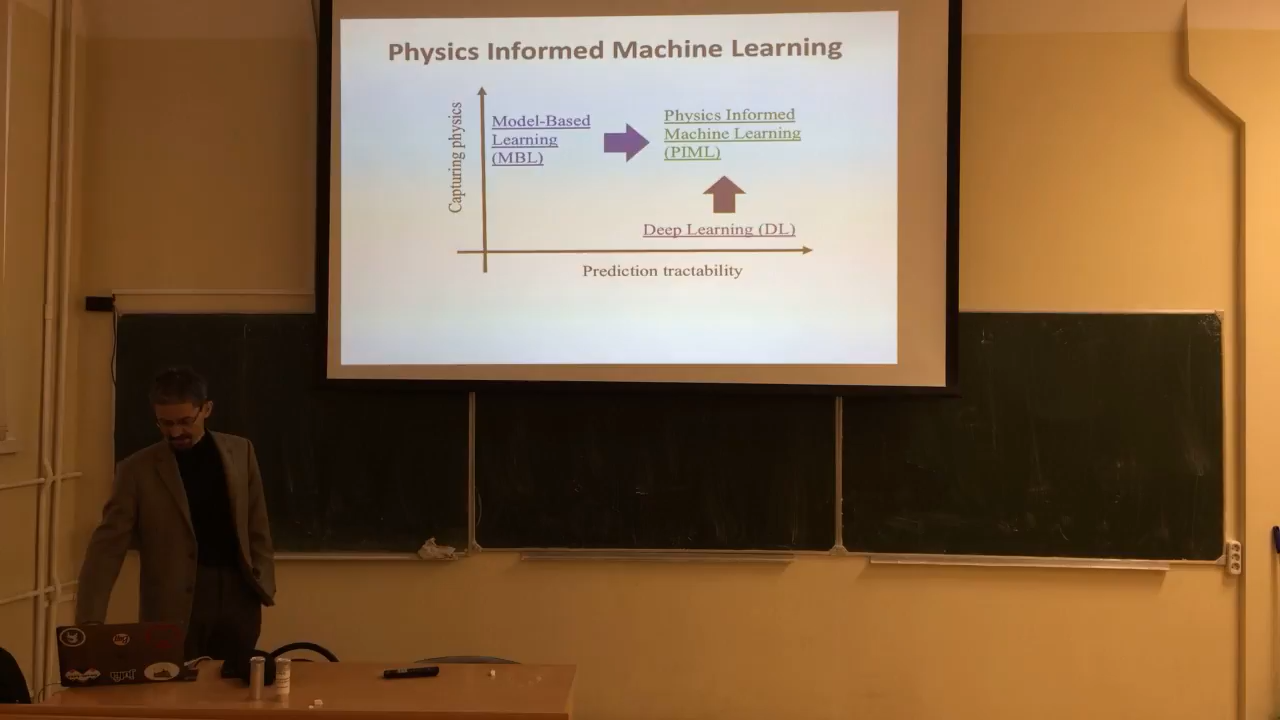 Physics Informed Machine Learning
Capturing physics
Model-Based
Learning
(MBL)
Physics Informed
Machine Learning
(PIML)
Deep Learning (DL)
Prediction tractability